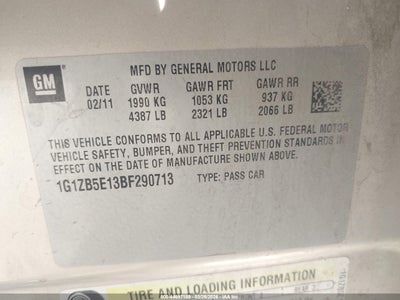 GM
MFD BY GENERAL MOTORS LLC
DATE GVWR GAWR FRT GAWR RR
02/11 1990 KG 1053 KG 937 KG
4387 LB 2321 LB 2066 LB
THIS VEHICLE CONFORMS TO ALL APPLICABLE U.S. FEDERAL MOTOR
VEHICLE SAFETY, BUMPER, AND THEFT PREVENTION STANDARDS IN
EFFECT ON THE DATE OF MANUFACTURE SHOWN ABOVE.
1G1ZB5E13BF290713 TYPE: PASS CAR
TIRE AND LOADING INFORMATION